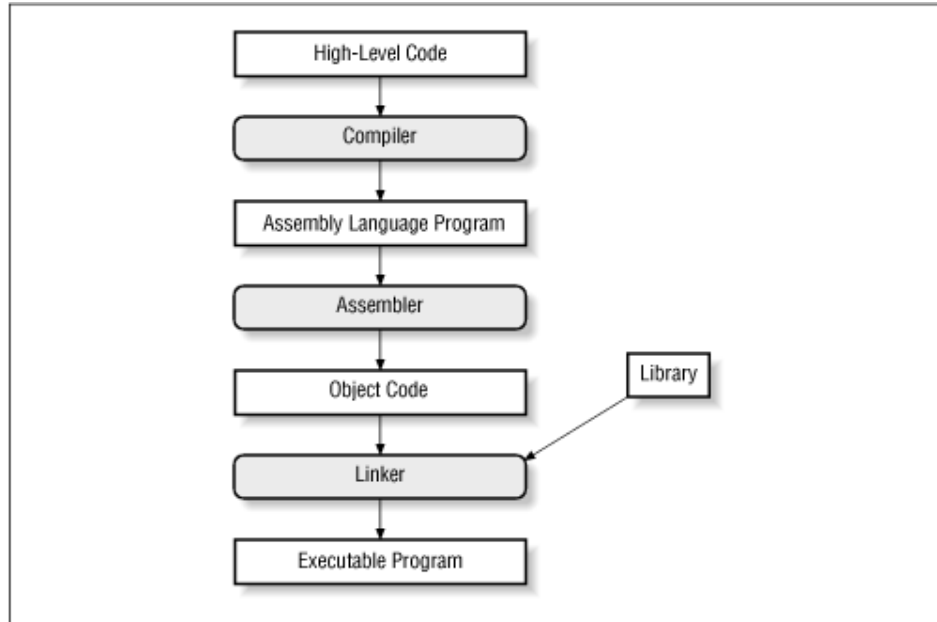 High-Level Code
Compiler
Assembly Language Program
Assembler
Object Code
Library
Linker
Executable Program